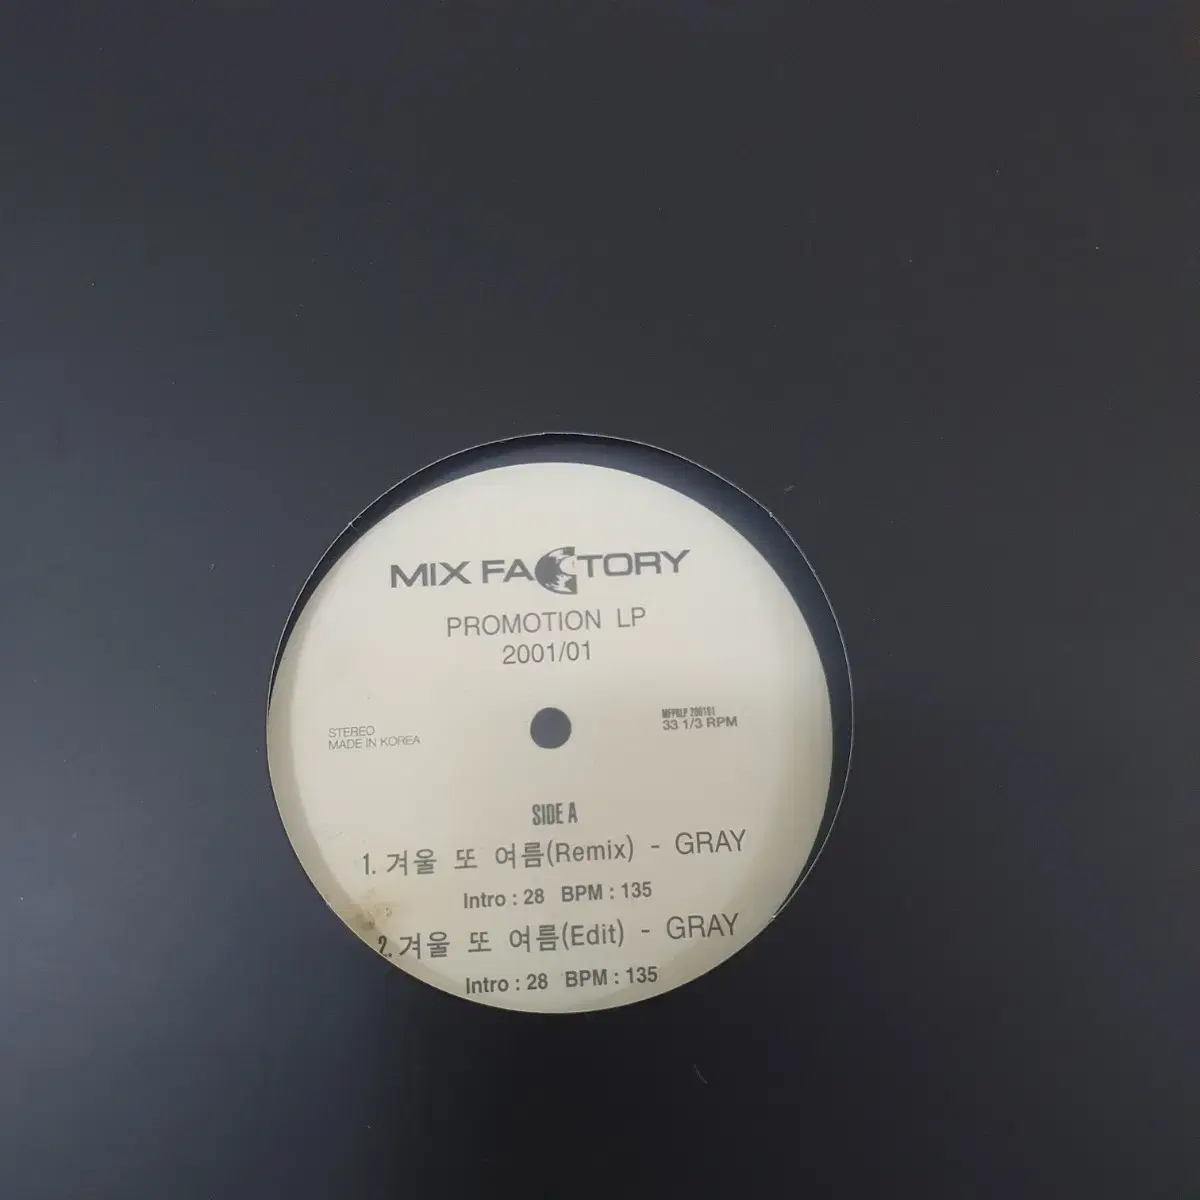 MIX FACTORY
PROMOTION LP
2001/01
STEREO
MADE IN KOREA
MFPRLP 200101
33 1/3 RPM
SIDE A
1. 겨울 또 여름(Remix) - GRAY
Intro : 28 BPM : 135
2. 겨울 또 여름(Edit) - GRAY
Intro : 28 BPM : 135